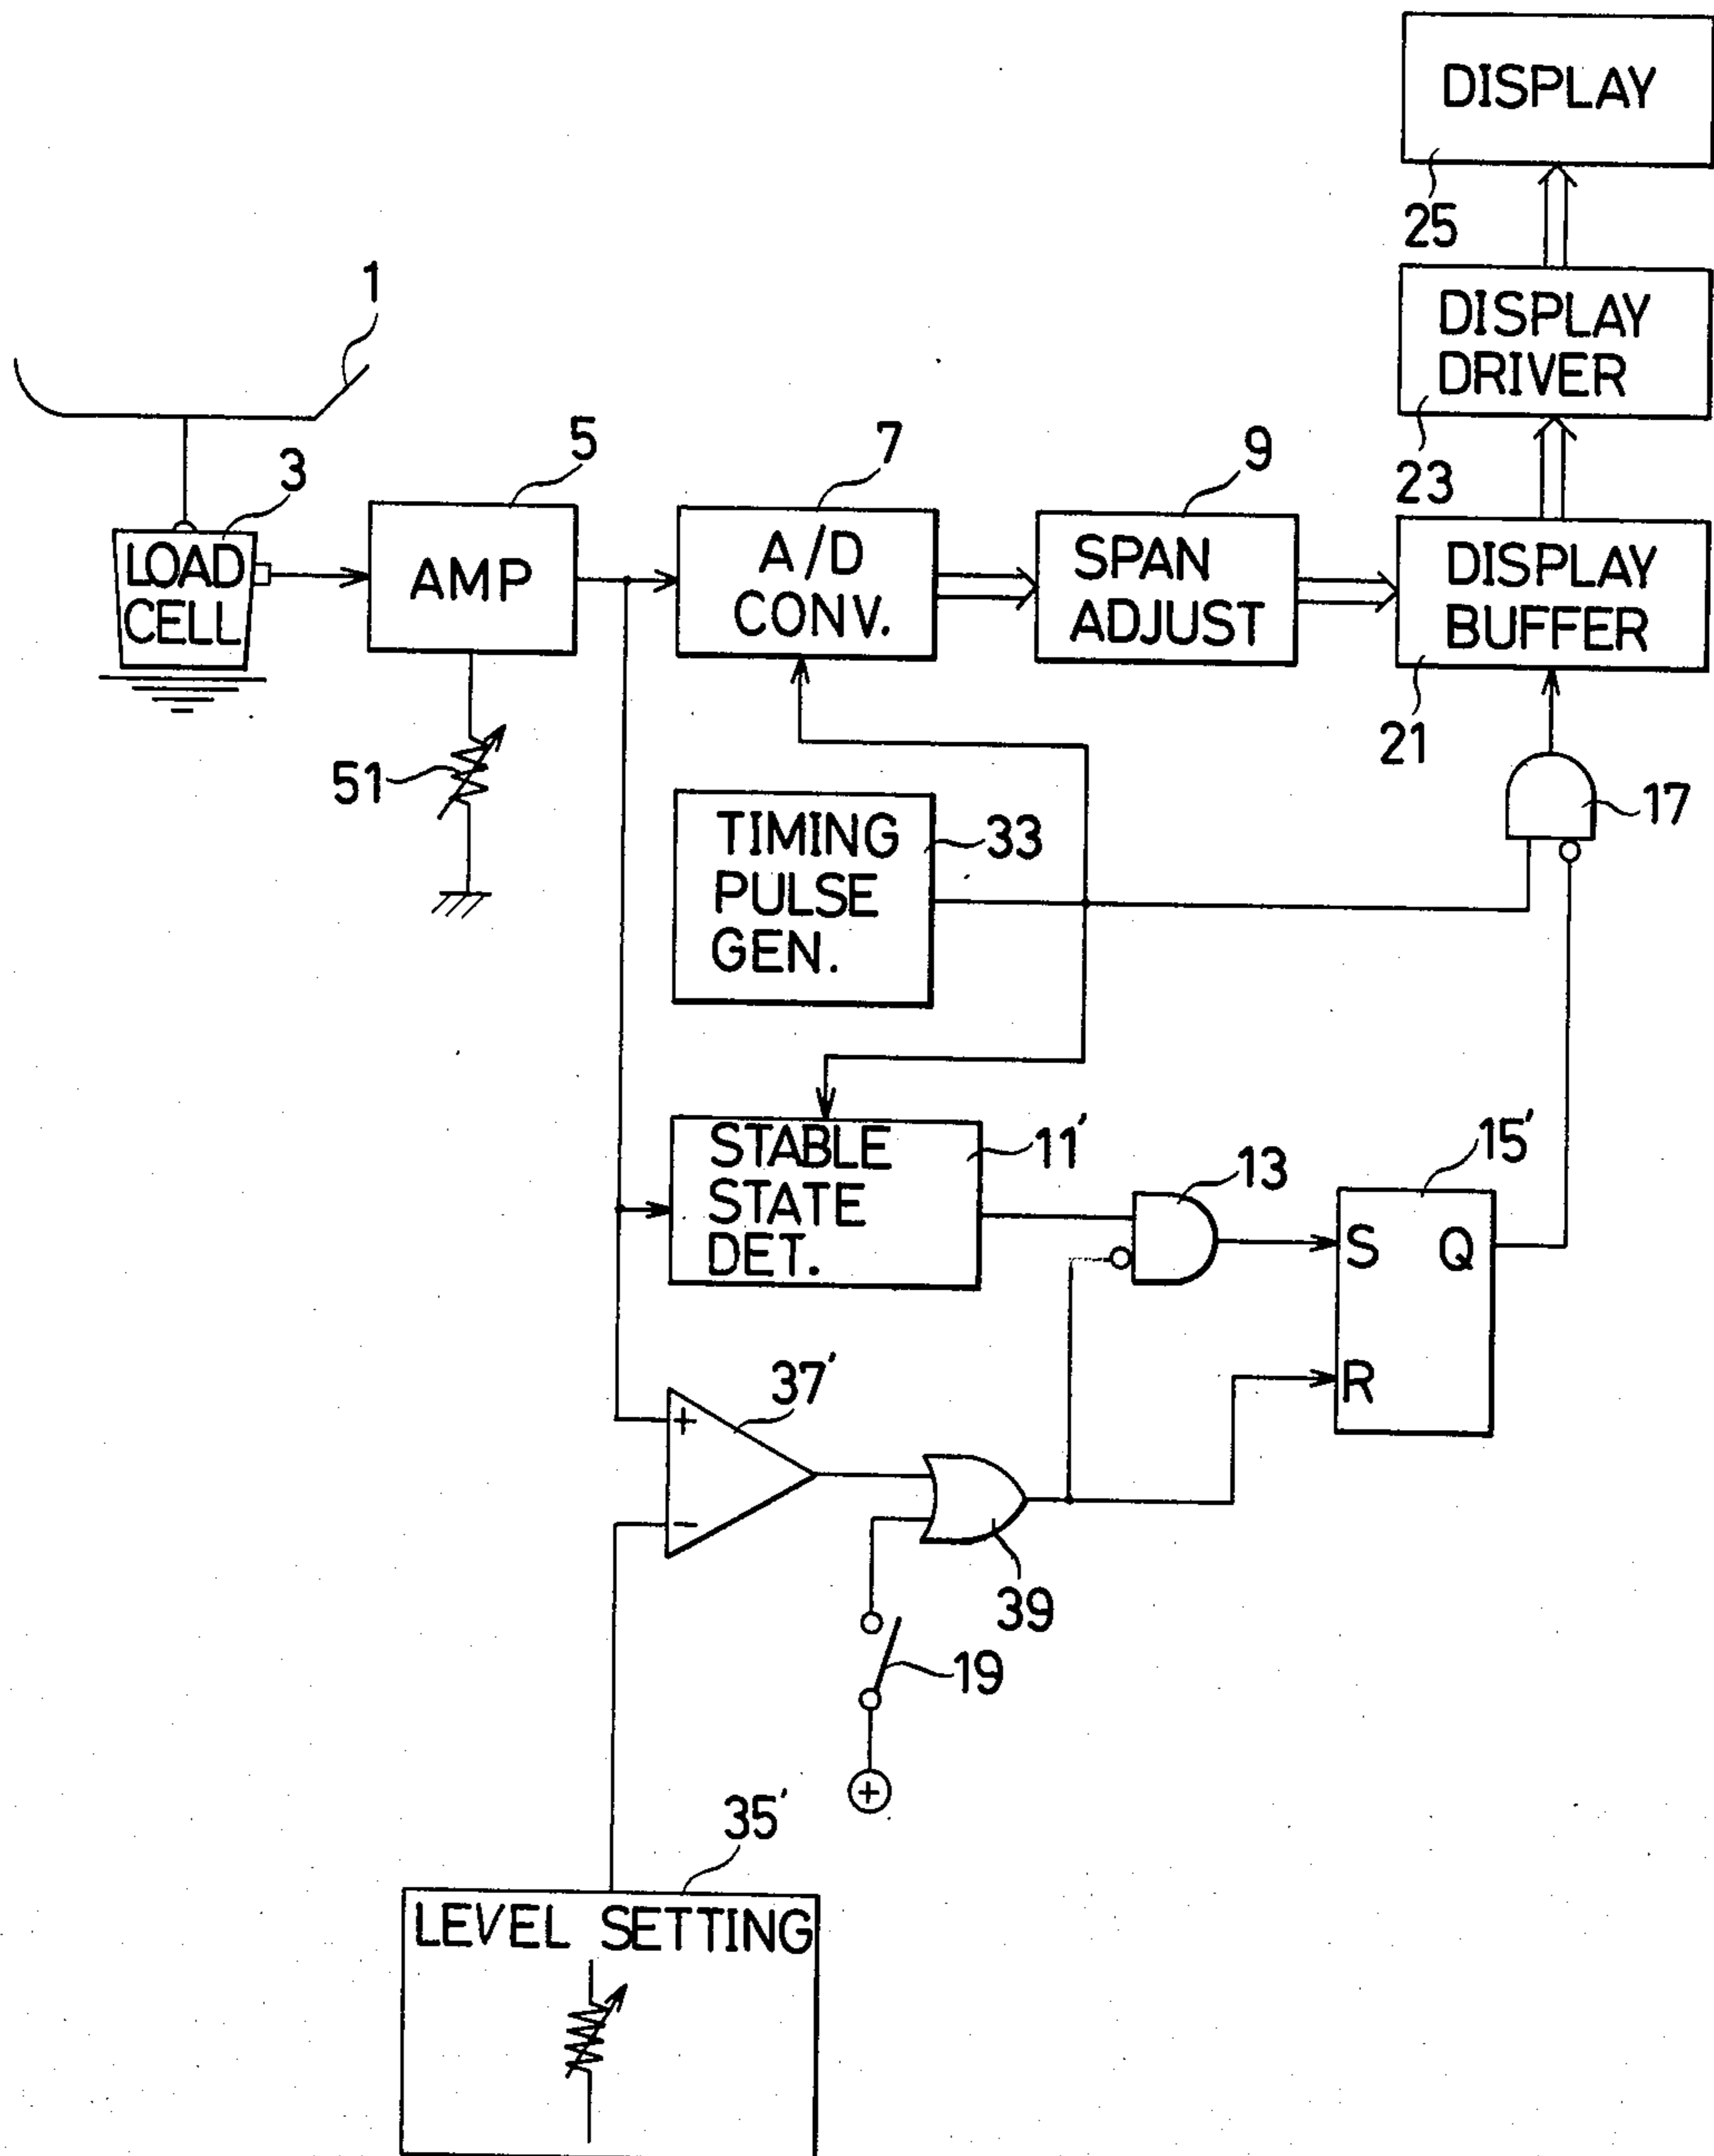 DISPLAY
25
DISPLAY
DRIVER
23
1
3
LOAD
CELL
5
AMP
7
A/D
CONV.
9
SPAN
ADJUST
DISPLAY
BUFFER
21
51
17
TIMING
PULSE
GEN.
33
STABLE
STATE
DET.
11'
13
15'
S Q
R
37'
+
-
39
19
+
35'
LEVEL SETTING